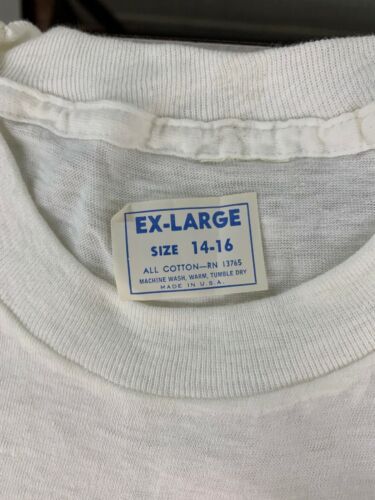 EX-LARGE
SIZE 14-16
ALL COTTON—RN 13765
MACHINE WASH, WARM, TUMBLE DRY
MADE IN U.S.A.